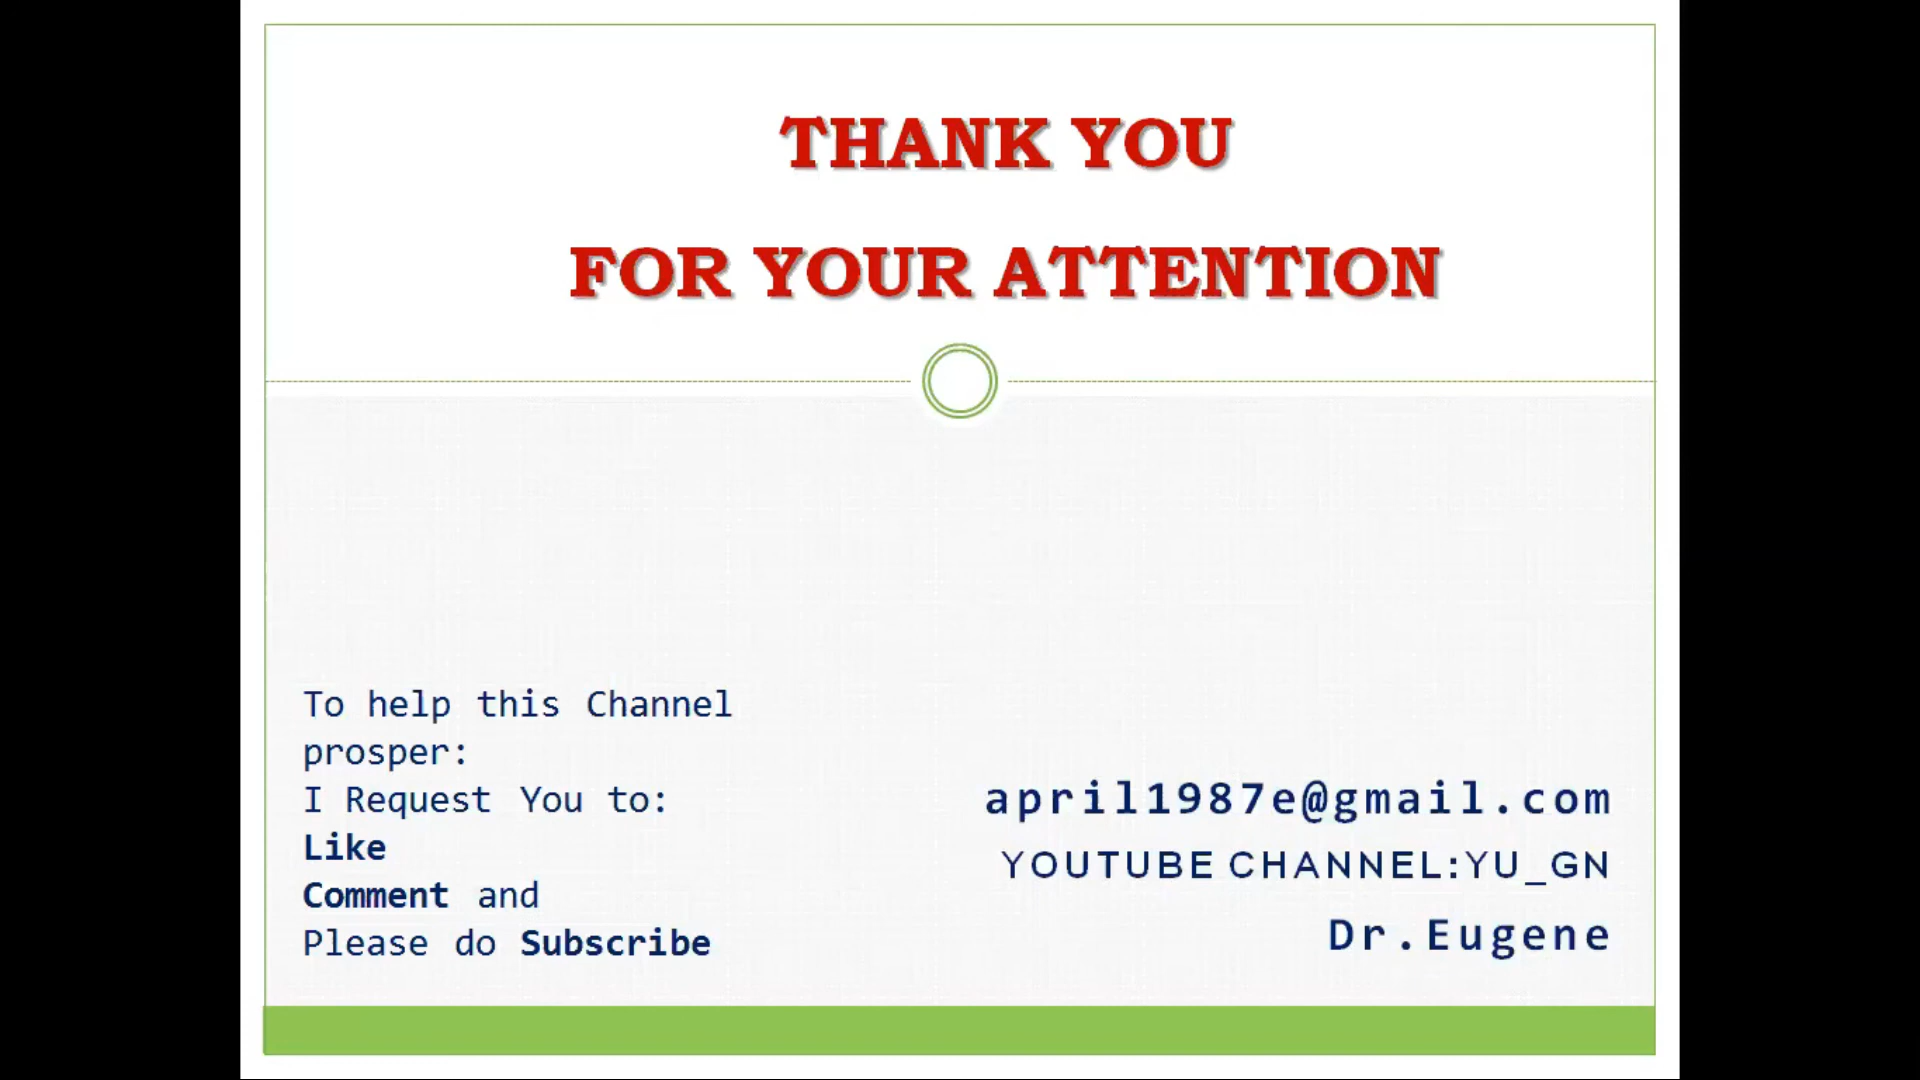 THANK YOU
FOR YOUR ATTENTION
To help this Channel
prosper:
I Request You to:
Like
Comment and
Please do Subscribe
april1987e@gmail.com
YOUTUBE CHANNEL:YU_GN
Dr.Eugene